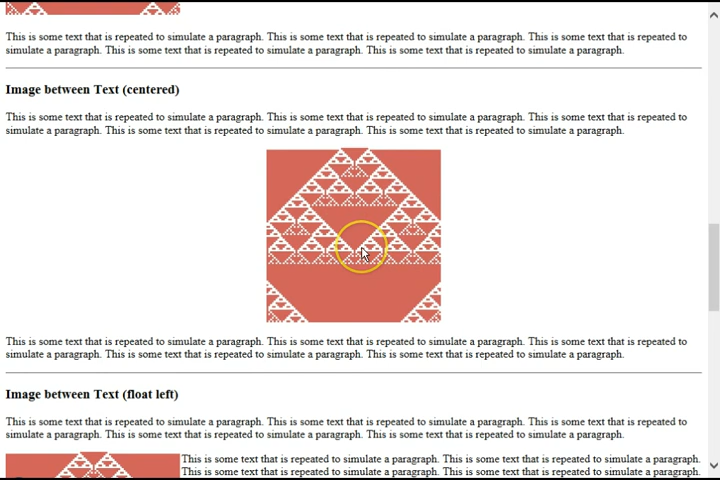 This is some text that is repeated to simulate a paragraph. This is some text that is repeated to simulate a paragraph. This is some text that is repeated to
simulate a paragraph. This is some text that is repeated to simulate a paragraph. This is some text that is repeated to simulate a paragraph.
Image between Text (centered)
This is some text that is repeated to simulate a paragraph. This is some text that is repeated to simulate a paragraph. This is some text that is repeated to
simulate a paragraph. This is some text that is repeated to simulate a paragraph. This is some text that is repeated to simulate a paragraph.
This is some text that is repeated to simulate a paragraph. This is some text that is repeated to simulate a paragraph. This is some text that is repeated to
simulate a paragraph. This is some text that is repeated to simulate a paragraph. This is some text that is repeated to simulate a paragraph.
Image between Text (float left)
This is some text that is repeated to simulate a paragraph. This is some text that is repeated to simulate a paragraph. This is some text that is repeated to
simulate a paragraph. This is some text that is repeated to simulate a paragraph. This is some text that is repeated to simulate a paragraph.
This is some text that is repeated to simulate a paragraph. This is some text that is repeated to simulate a paragraph.
This is some text that is repeated to simulate a paragraph. This is some text that is repeated to simulate a paragraph.